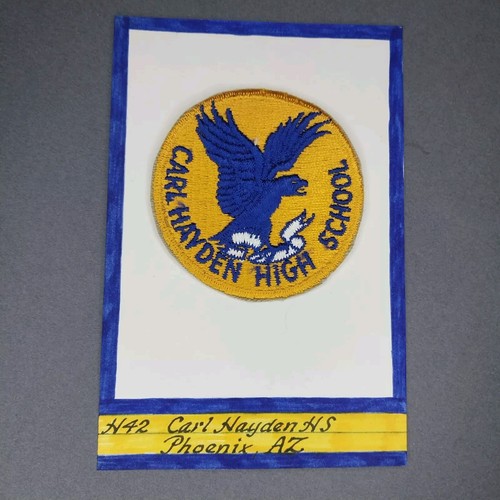 CARL HAYDEN HIGH SCHOOL
H42 Carl Hayden HS
Phoenix, AZ